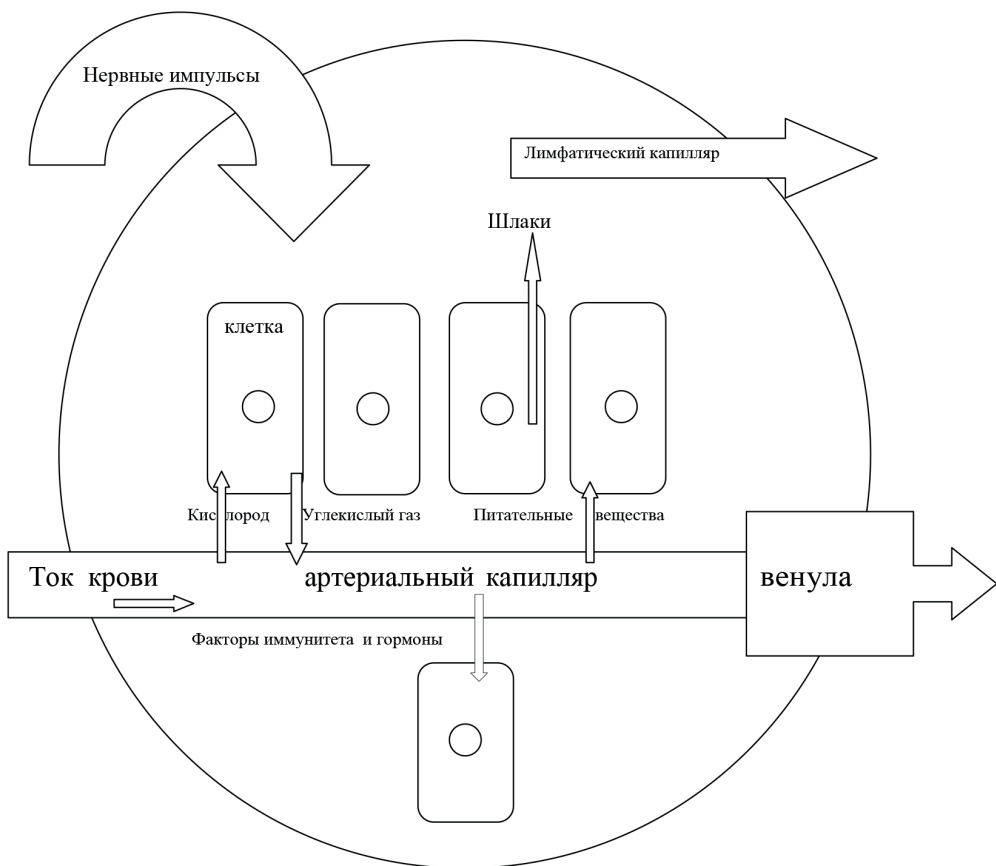 Нервные импульсы
Лимфатический капилляр
Шлаки
клетка
Кислород
Углекислый газ
Питательные вещества
Ток крови
артериальный капилляр
венула
Факторы иммунитета и гормоны